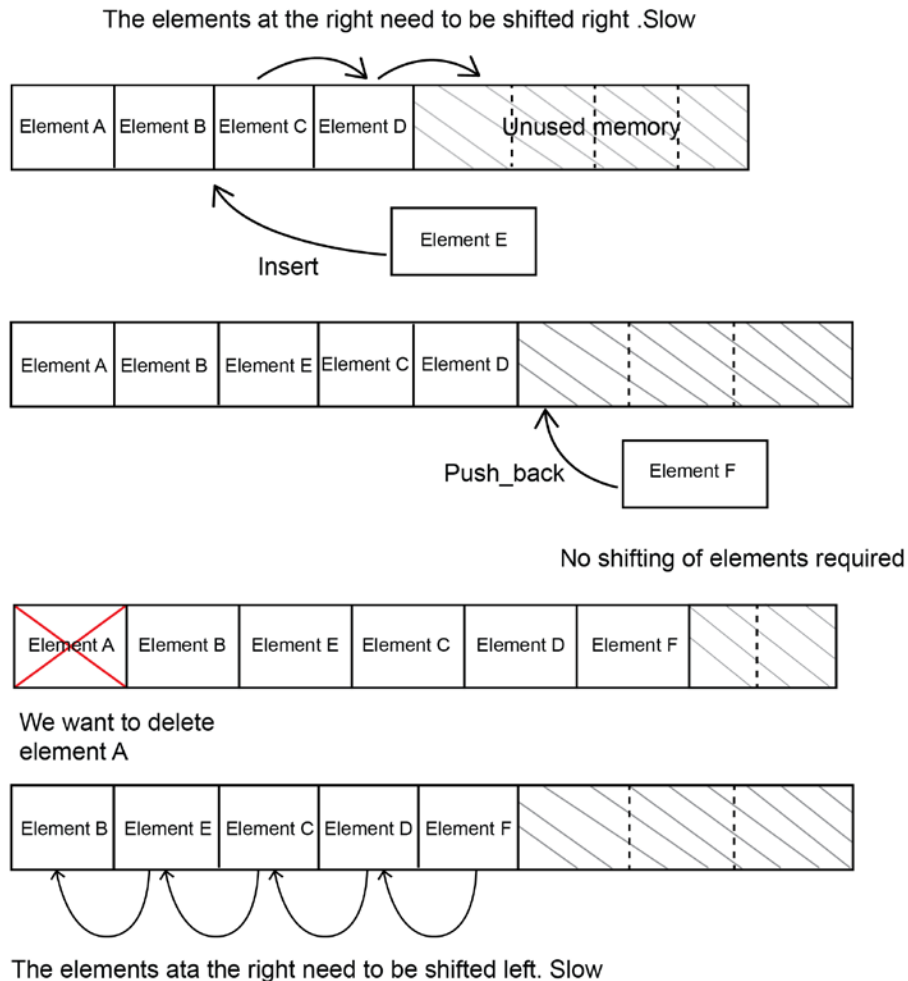 The elements at the right need to be shifted right .Slow
Element A Element B Element C Element D Unused memory
Element E
Insert
Element A Element B Element E Element C Element D
Push_back
Element F
No shifting of elements required
Element A Element B Element E Element C Element D Element F
We want to delete
element A
Element B Element E Element C Element D Element F
The elements ata the right need to be shifted left. Slow